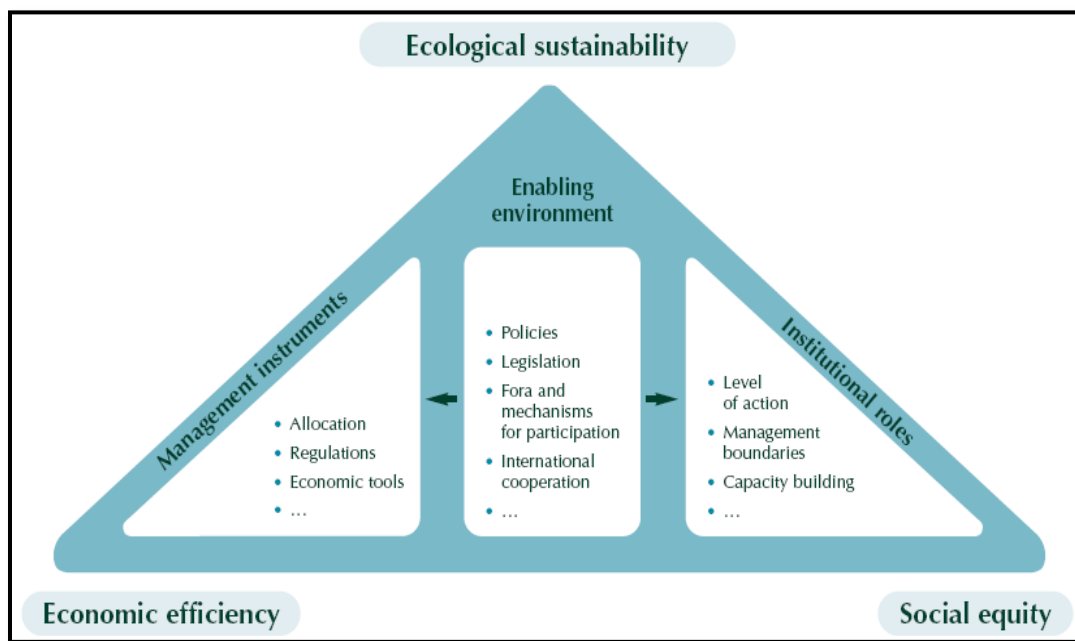 Ecological sustainability
Enabling
environment
Management instruments
• Allocation
• Regulations
• Economic tools
• ...
• Policies
• Legislation
• Fora and
mechanisms
for participation
• International
cooperation
• ...
Institutional roles
• Level
of action
• Management
boundaries
• Capacity building
• ...
Economic efficiency
Social equity